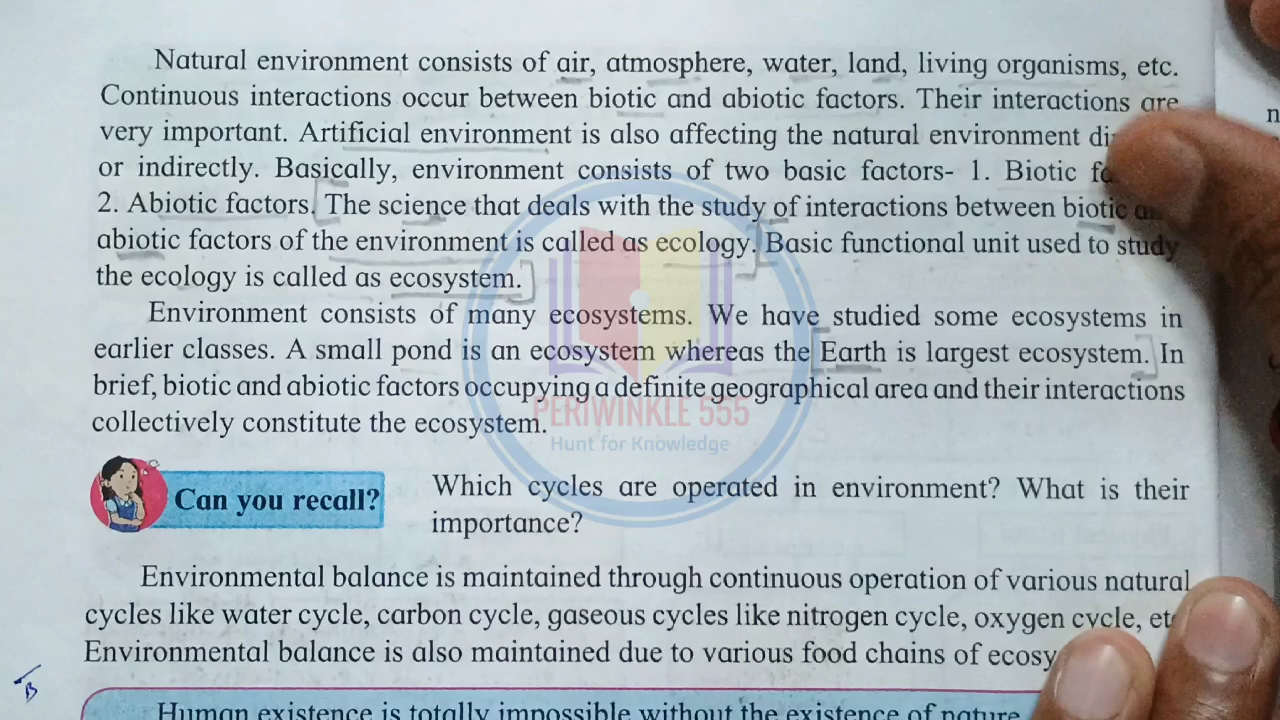 Natural environment consists of air, atmosphere, water, land, living organisms, etc.
Continuous interactions occur between biotic and abiotic factors. Their interactions are
very important. Artificial environment is also affecting the natural environment
or indirectly. Basically, environment consists of two basic factors- 1. Biotic
2. Abiotic factors. The science that deals with the study of interactions between biotic
abiotic factors of the environment is called as ecology. Basic functional unit used to study
the ecology is called as ecosystem.
Environment consists of many ecosystems. We have studied some ecosystems in
earlier classes. A small pond is an ecosystem whereas the Earth is largest ecosystem. In
brief, biotic and abiotic factors occupying a definite geographical area and their interactions
collectively constitute the ecosystem.
PERIWINKLE 555
Hunt for Knowledge
Can you recall?
Which cycles are operated in environment? What is their
importance?
Environmental balance is maintained through continuous operation of various natural
cycles like water cycle, carbon cycle, gaseous cycles like nitrogen cycle, oxygen cycle,
Environmental balance is also maintained due to various food chains of
Human existence is totally impossible without the existence of nature.